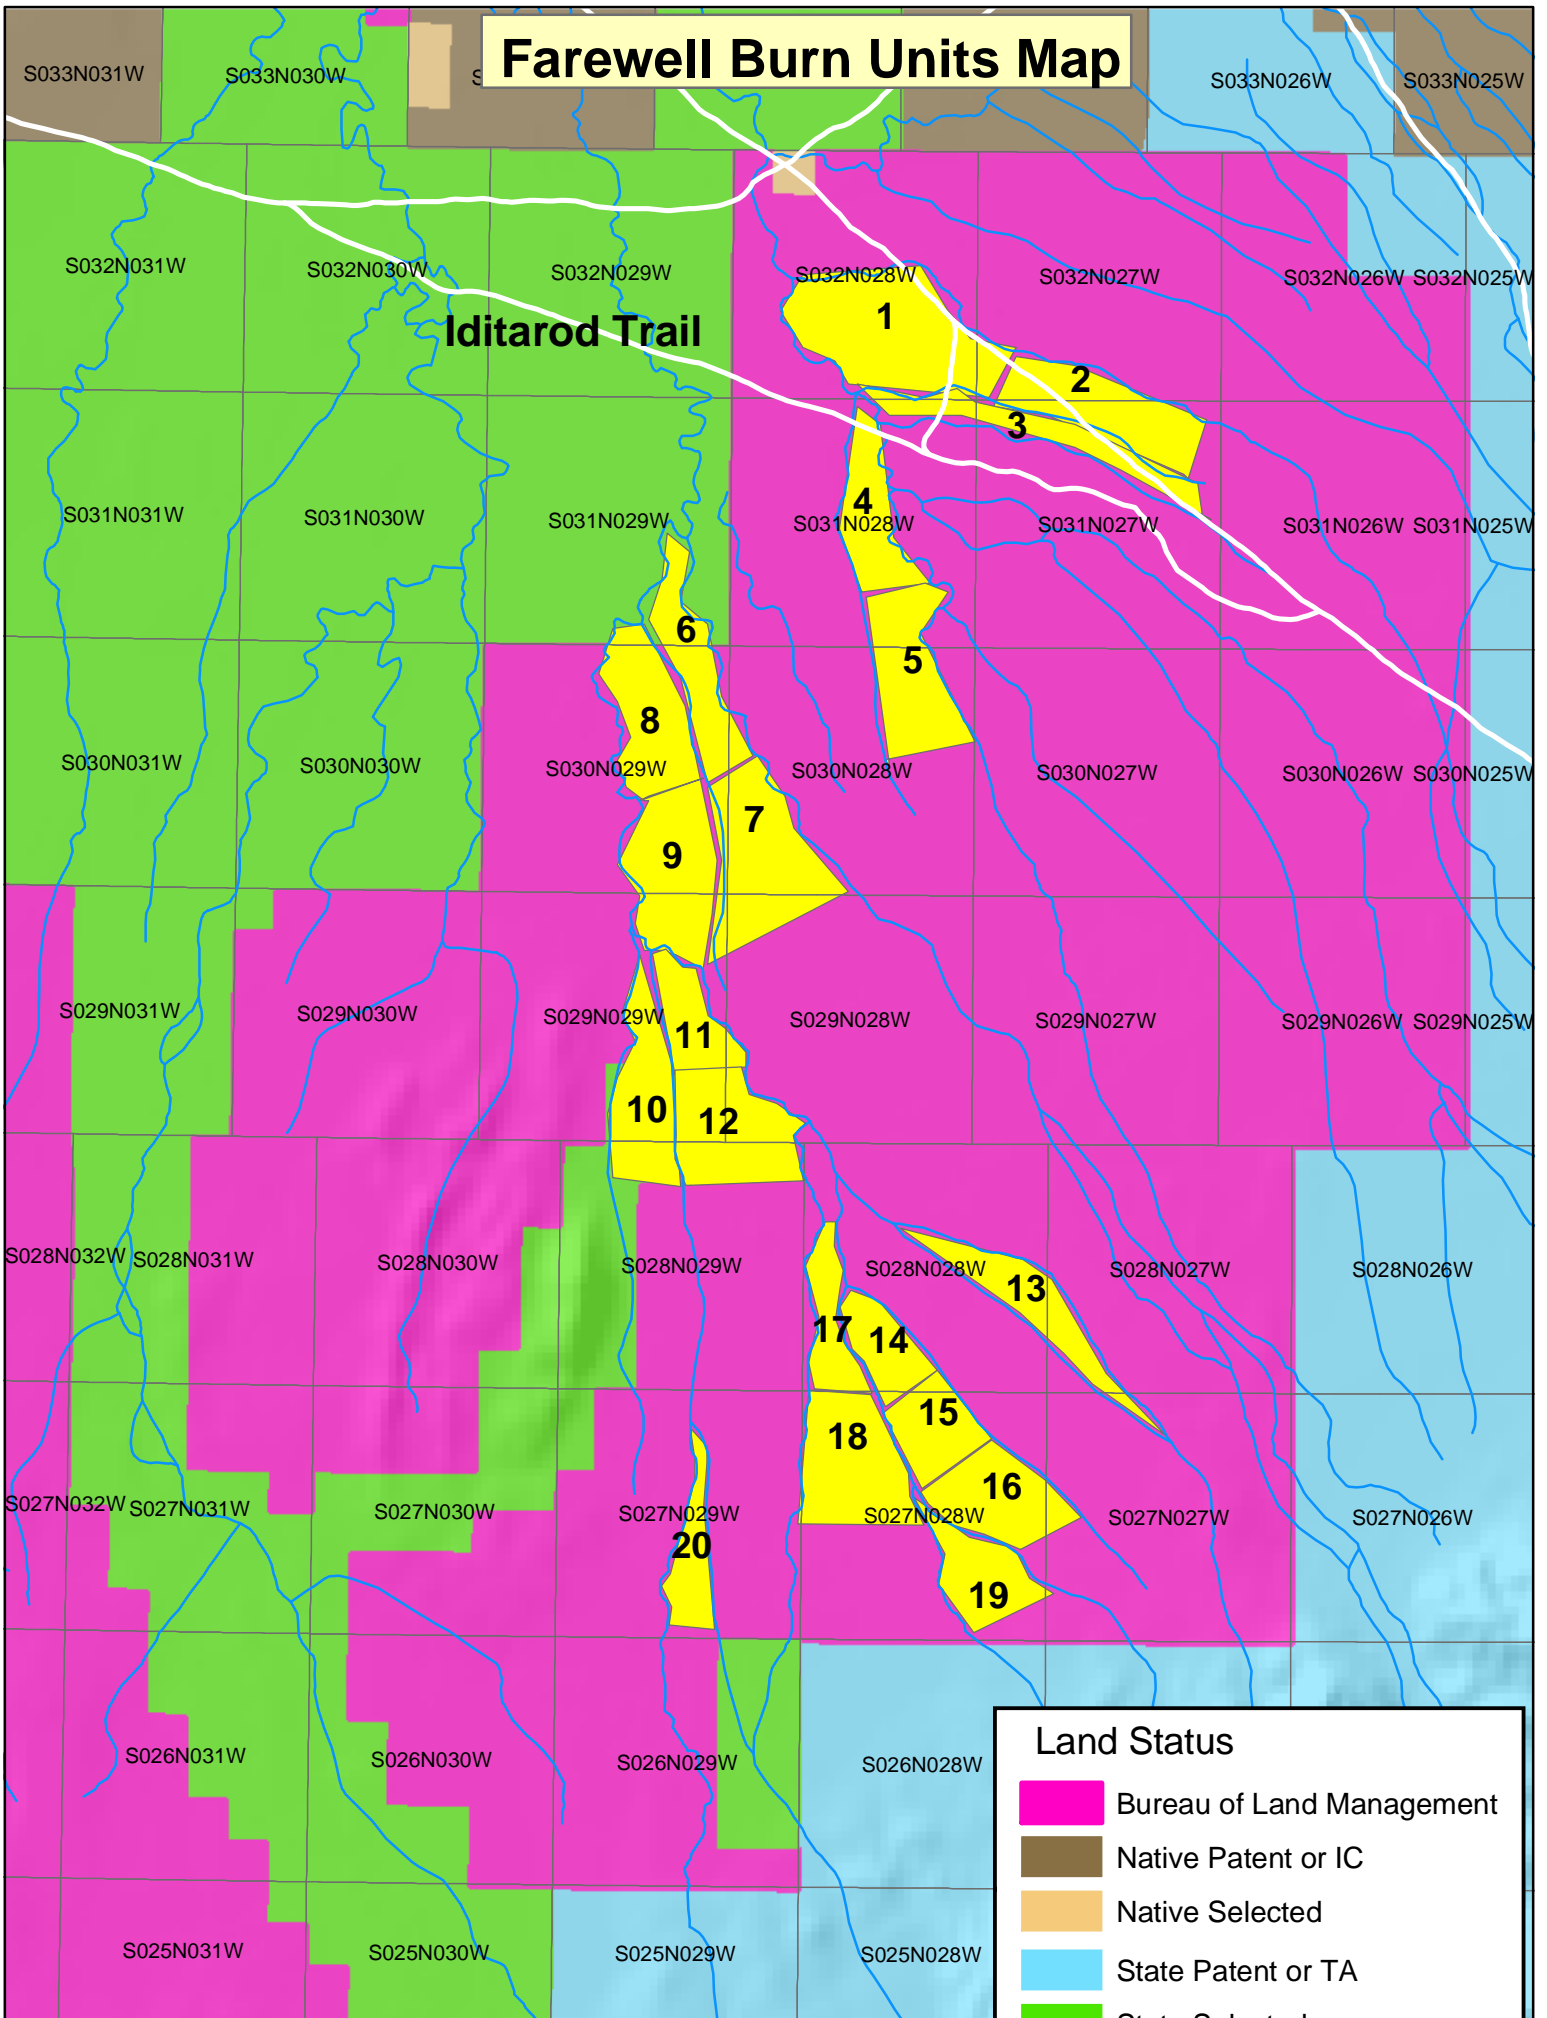 Farewell Burn Units Map
S033N031W
S033N030W
S033N026W
S033N025W
S032N031W
S032N030W
S032N029W
S032N028W
S032N027W
S032N026W
S032N025W
1
Iditarod Trail
2
3
4
S031N031W
S031N030W
S031N029W
S031N028W
S031N027W
S031N026W
S031N025W
6
5
8
S030N031W
S030N030W
S030N029W
S030N028W
S030N027W
S030N026W
S030N025W
7
9
S029N031W
S029N030W
S029N029W
S029N028W
S029N027W
S029N026W
S029N025W
11
10
12
S028N032W
S028N031W
S028N030W
S028N029W
S028N028W
S028N027W
S028N026W
13
17
14
15
18
16
S027N032W
S027N031W
S027N030W
S027N029W
S027N028W
S027N027W
S027N026W
20
19
S026N031W
S026N030W
S026N029W
S026N028W
S025N031W
S025N030W
S025N029W
S025N028W
Land Status
Bureau of Land Management
Native Patent or IC
Native Selected
State Patent or TA